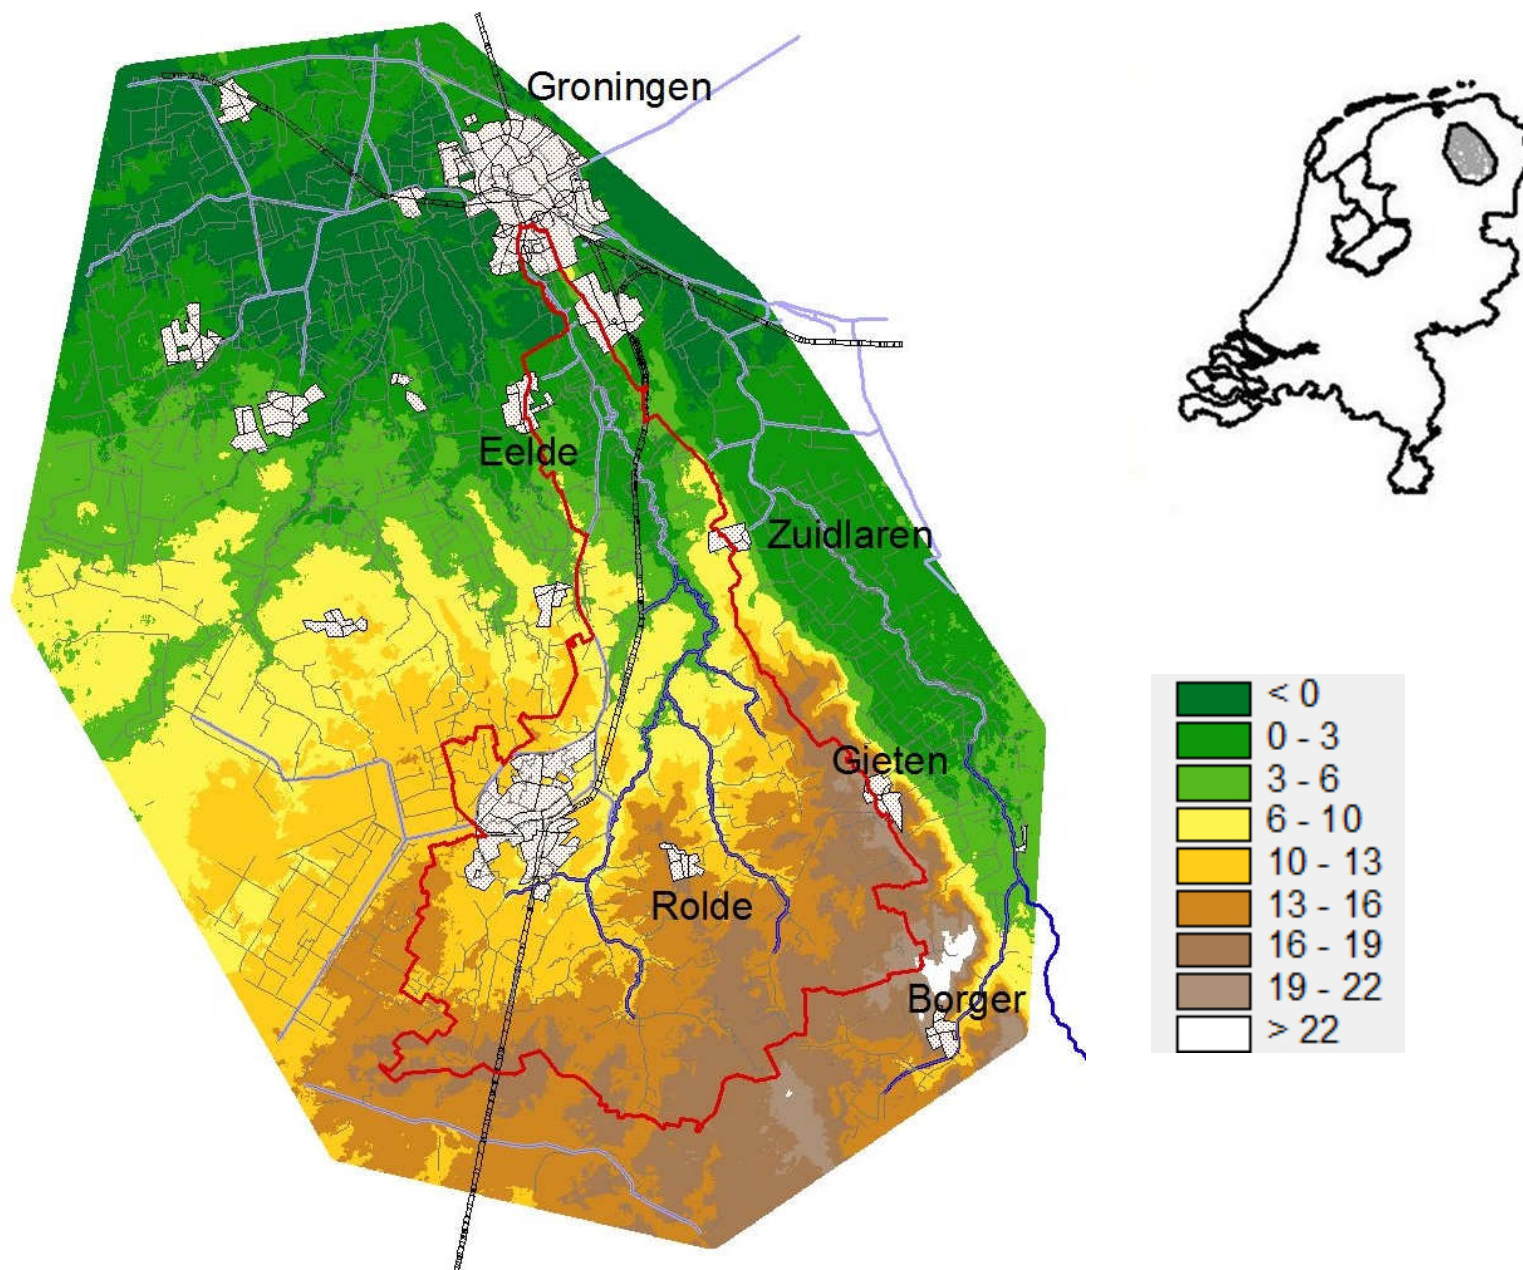 Groningen
Eelde
Zuidlaren
Gieten
Rolde
Borger
< 0
0 - 3
3 - 6
6 - 10
10 - 13
13 - 16
16 - 19
19 - 22
> 22